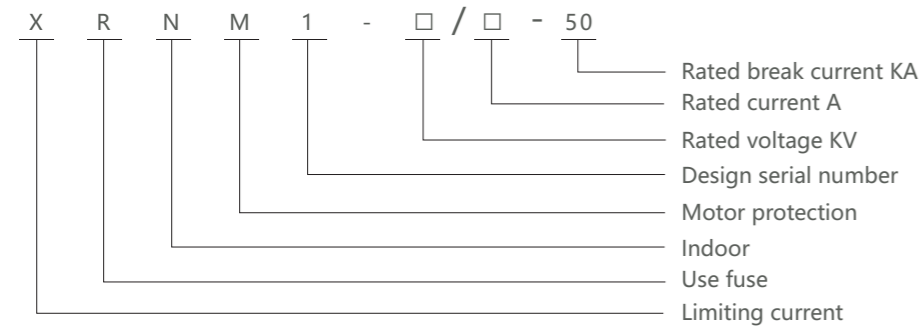 X R N M 1 - □ / □ - 50
Rated break current KA
Rated current A
Rated voltage KV
Design serial number
Motor protection
Indoor
Use fuse
Limiting current